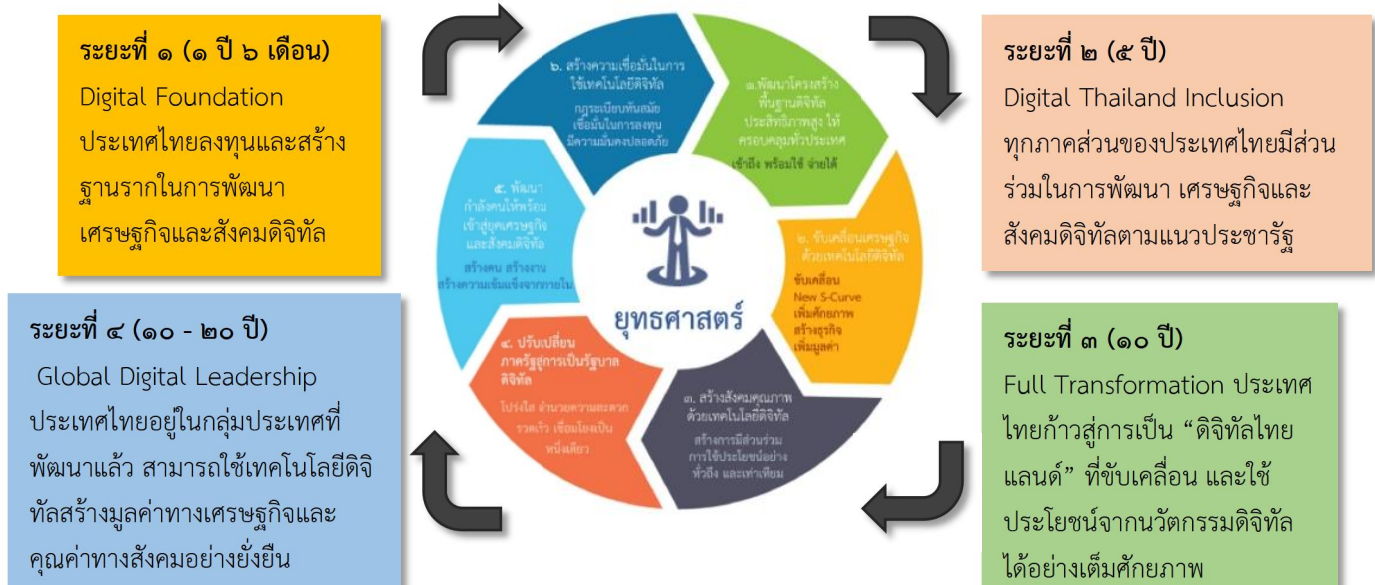 ระยะที่ ๑ (๑ ปี ๖ เดือน)
Digital Foundation
ประเทศไทยลงทุนและสร้าง
ฐานรากในการพัฒนา
เศรษฐกิจและสังคมดิจิทัล
ระยะที่ ๒ (๕ ปี)
Digital Thailand Inclusion
ทุกภาคส่วนของประเทศไทยมีส่วน
ร่วมในการพัฒนา เศรษฐกิจและ
สังคมดิจิทัลตามแนวประชารัฐ
ระยะที่ ๓ (๑๐ ปี)
Full Transformation ประเทศ
ไทยก้าวสู่การเป็น “ดิจิทัลไทย
แลนด์” ที่ขับเคลื่อน และใช้
ประโยชน์จากนวัตกรรมดิจิทัล
ได้อย่างเต็มศักยภาพ
ระยะที่ ๔ (๑๐ - ๒๐ ปี)
Global Digital Leadership
ประเทศไทยอยู่ในกลุ่มประเทศที่
พัฒนาแล้ว สามารถใช้เทคโนโลยีดิจิ
ทัลสร้างมูลค่าทางเศรษฐกิจและ
คุณค่าทางสังคมอย่างยั่งยืน
ยุทธศาสตร์
๑.พัฒนาโครงสร้าง
พื้นฐานดิจิทัล
ประสิทธิภาพสูง ให้
ครอบคลุมทั่วประเทศ
เข้าถึง พร้อมใช้ จ่ายได้
๒. ขับเคลื่อนเศรษฐกิจ
ด้วยเทคโนโลยีดิจิทัล
ขับเคลื่อน
New S-Curve
เพิ่มศักยภาพ
สร้างธุรกิจ
เพิ่มมูลค่า
๓. สร้างสังคมคุณภาพ
ด้วยเทคโนโลยีดิจิทัล
สร้างการมีส่วนร่วม
การใช้ประโยชน์อย่าง
ทั่วถึง และเท่าเทียม
๔. ปรับเปลี่ยน
ภาครัฐสู่การเป็นรัฐบาล
ดิจิทัล
โปร่งใส อำนวยความสะดวก
รวดเร็ว เชื่อมโยงเป็น
หนึ่งเดียว
๕. พัฒนา
กำลังคนให้พร้อม
เข้าสู่ยุคเศรษฐกิจ
และสังคมดิจิทัล
สร้างคน สร้างงาน
สร้างความเข้มแข็งจากภายใน
๖. สร้างความเชื่อมั่นในการ
ใช้เทคโนโลยีดิจิทัล
กฎระเบียบทันสมัย
เชื่อมั่นในการลงทุน
มีความมั่นคงปลอดภัย